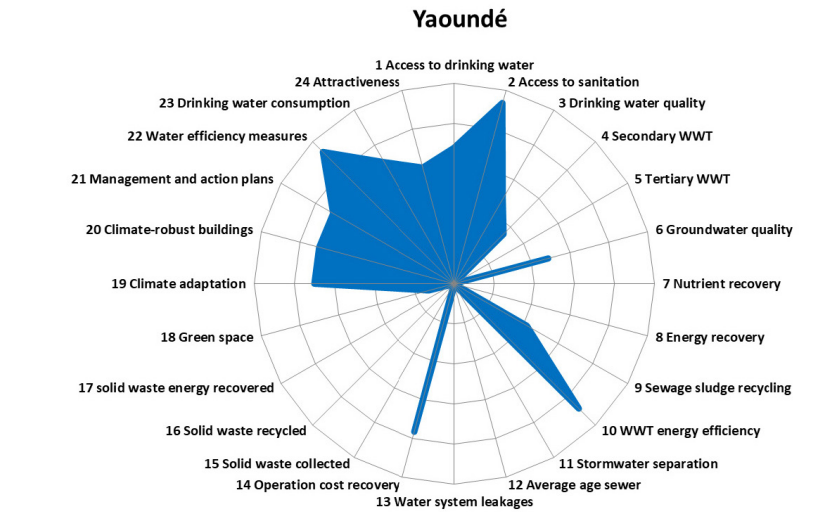 Yaoundé
1 Access to drinking water
2 Access to sanitation
3 Drinking water quality
4 Secondary WWT
5 Tertiary WWT
6 Groundwater quality
7 Nutrient recovery
8 Energy recovery
9 Sewage sludge recycling
10 WWT energy efficiency
11 Stormwater separation
12 Average age sewer
13 Water system leakages
14 Operation cost recovery
15 Solid waste collected
16 Solid waste recycled
17 solid waste energy recovered
18 Green space
19 Climate adaptation
20 Climate-robust buildings
21 Management and action plans
22 Water efficiency measures
23 Drinking water consumption
24 Attractiveness